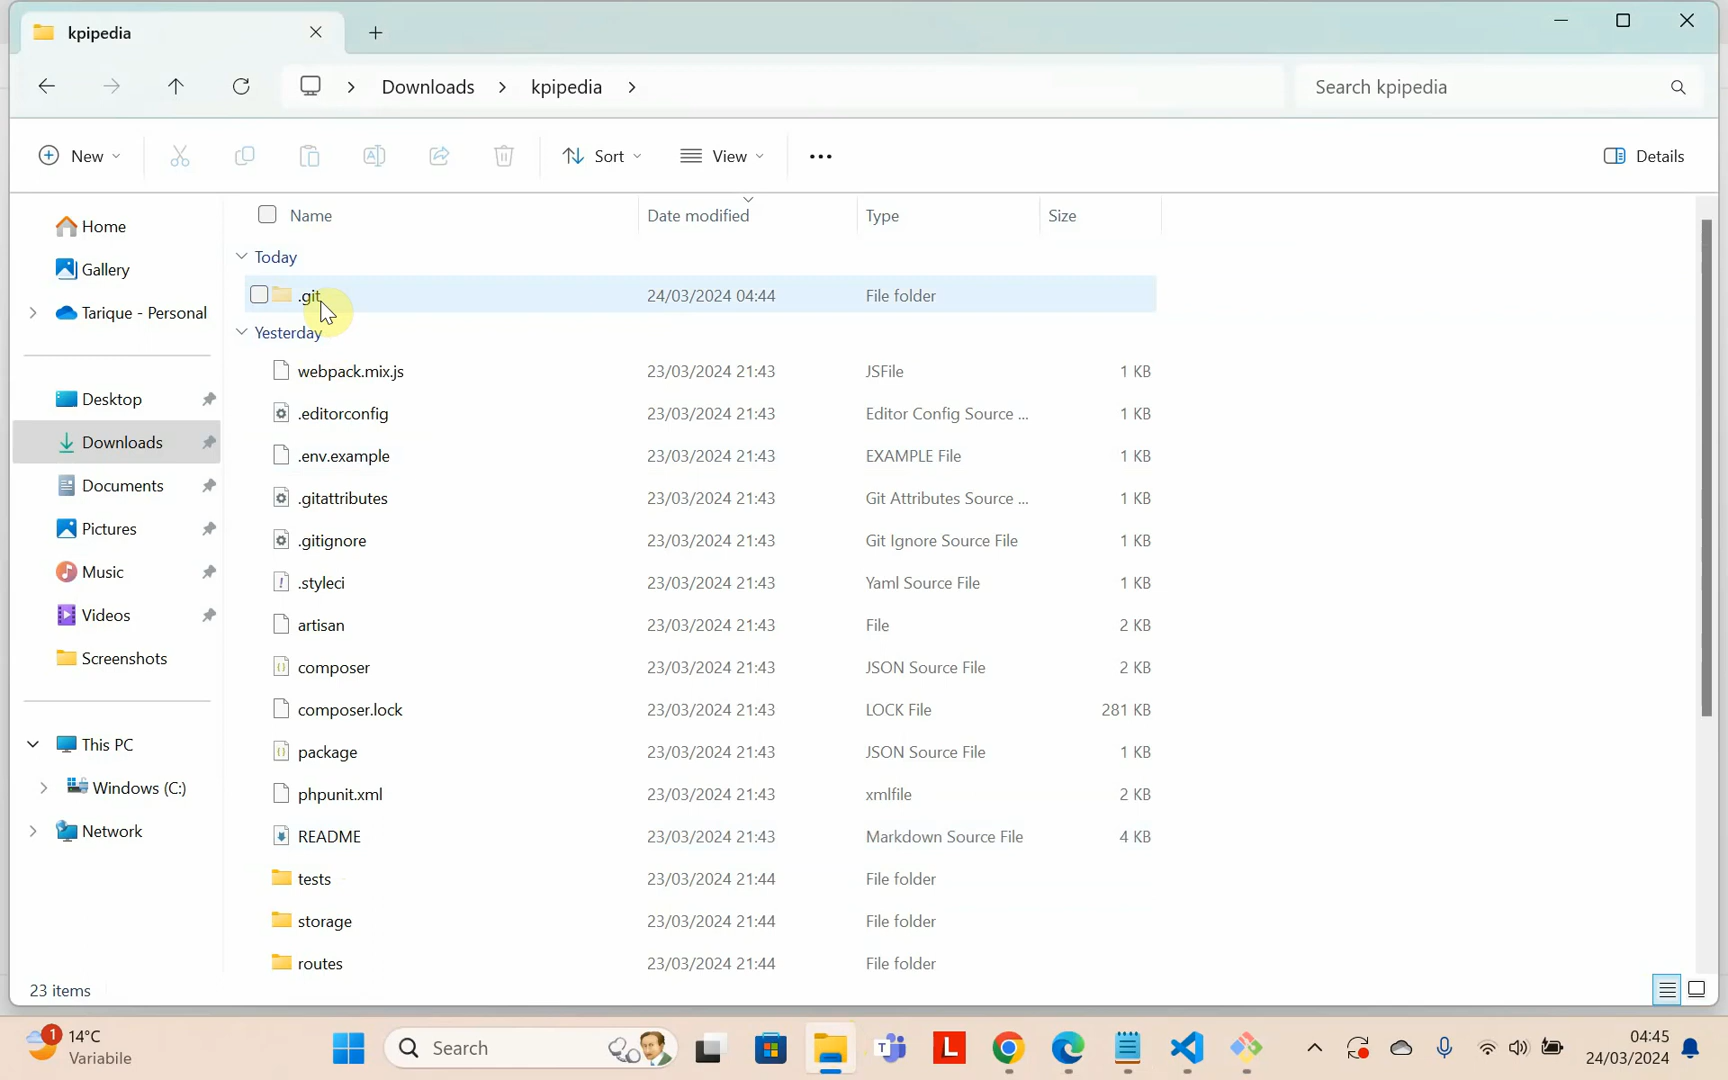 kpipedia
Downloads > kpipedia >
Search kpipedia
New
Sort
View
Details
Name Date modified Type Size
Home
Gallery
Tarique - Personal
Desktop
Downloads
Documents
Pictures
Music
Videos
Screenshots
This PC
Windows (C:)
Network
Today
.git 24/03/2024 04:44 File folder
Yesterday
webpack.mix.js 23/03/2024 21:43 JSFile 1 KB
.editorconfig 23/03/2024 21:43 Editor Config Source ... 1 KB
.env.example 23/03/2024 21:43 EXAMPLE File 1 KB
.gitattributes 23/03/2024 21:43 Git Attributes Source ... 1 KB
.gitignore 23/03/2024 21:43 Git Ignore Source File 1 KB
.styleci 23/03/2024 21:43 Yaml Source File 1 KB
artisan 23/03/2024 21:43 File 2 KB
composer 23/03/2024 21:43 JSON Source File 2 KB
composer.lock 23/03/2024 21:43 LOCK File 281 KB
package 23/03/2024 21:43 JSON Source File 1 KB
phpunit.xml 23/03/2024 21:43 xmlfile 2 KB
README 23/03/2024 21:43 Markdown Source File 4 KB
tests 23/03/2024 21:44 File folder
storage 23/03/2024 21:44 File folder
routes 23/03/2024 21:44 File folder
23 items
1
14°C
Variabile
Search
T
L
04:45
24/03/2024